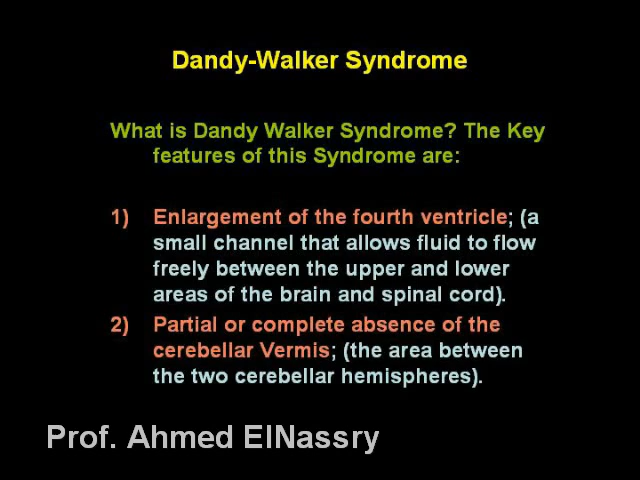 Dandy-Walker Syndrome
What is Dandy Walker Syndrome? The Key
features of this Syndrome are:
1) Enlargement of the fourth ventricle; (a
small channel that allows fluid to flow
freely between the upper and lower
areas of the brain and spinal cord).
2) Partial or complete absence of the
cerebellar Vermis; (the area between
the two cerebellar hemispheres).
Prof. Ahmed ElNassry